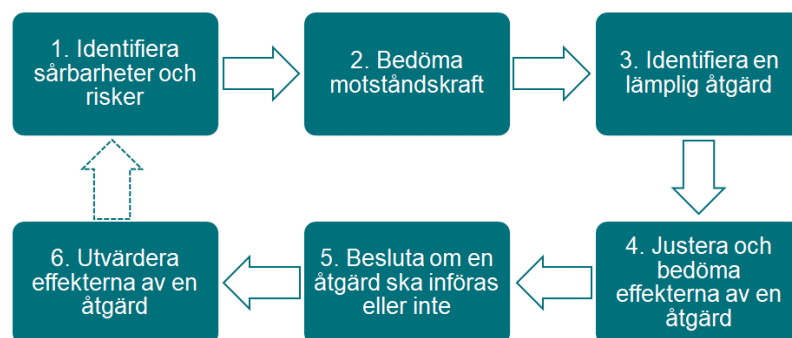 1. Identifiera
sårbarheter och
risker
2. Bedöma
motståndskraft
3. Identifiera en
lämplig åtgärd
4. Justera och
bedöma
effekterna av en
åtgärd
5. Besluta om en
åtgärd ska införas
eller inte
6. Utvärdera
effekterna av en
åtgärd